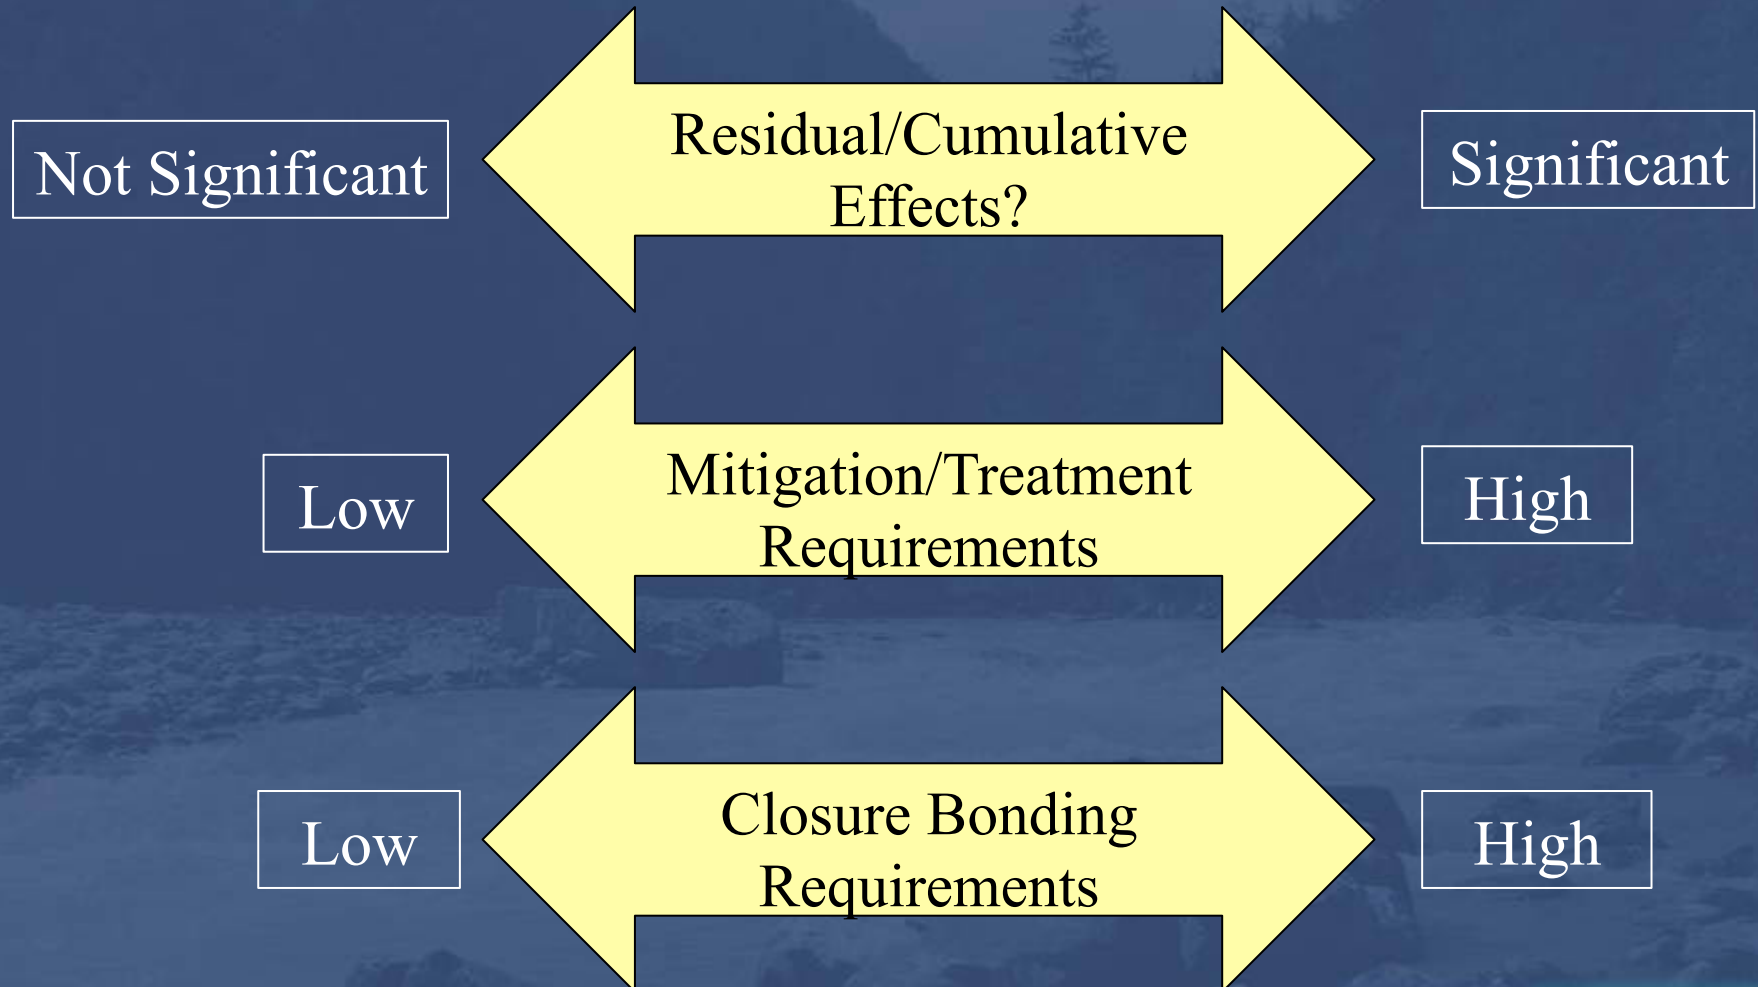 Not Significant
Residual/Cumulative
Effects?
Significant
Low
Mitigation/Treatment
Requirements
High
Low
Closure Bonding
Requirements
High